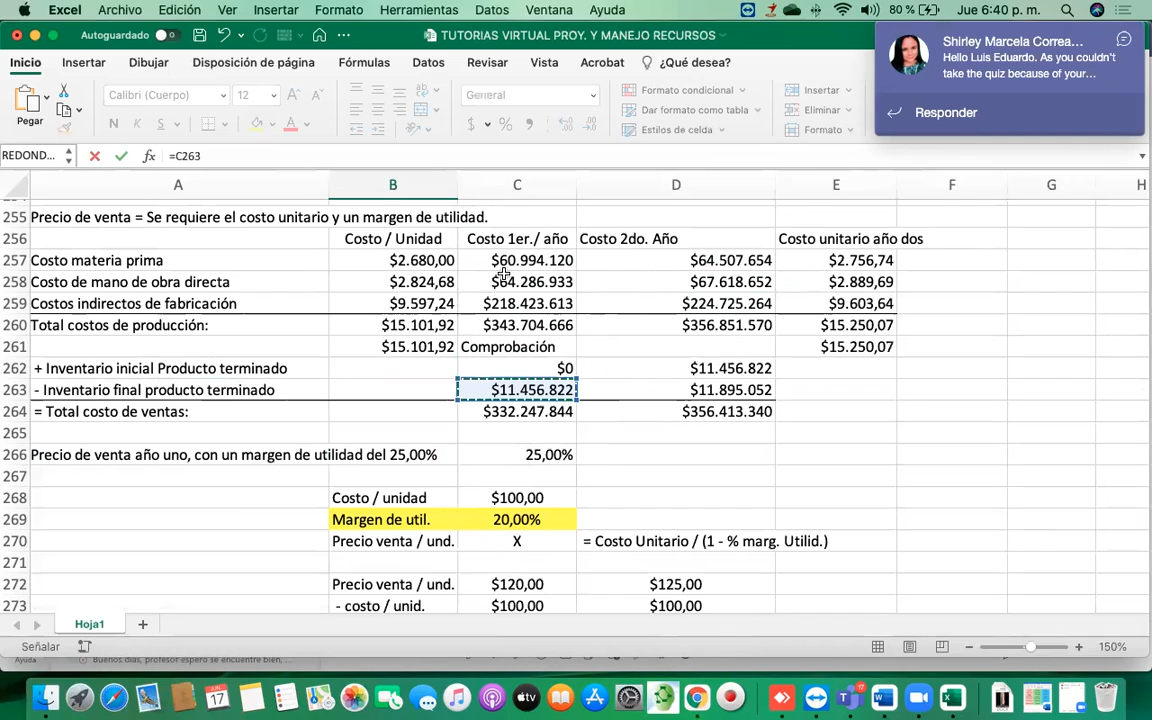 Excel Archivo Edición Ver Insertar Formato Herramientas Datos Ventana Ayuda 80 % Jue 6:40 p. m.
Autoguardado TUTORIAS VIRTUAL PROY. Y MANEJO RECURSOS
Shirley Marcela Correa...
Hello Luis Eduardo. As you couldn't
take the quiz because of your...
Responder
Inicio Insertar Dibujar Disposición de página Fórmulas Datos Revisar Vista Acrobat ¿Qué desea?
Pegar Calibri (Cuerpo) 12 General Formato condicional Insertar
Dar formato como tabla Eliminar
N K S A Estilos de celda Formato
REDOND... fx =C263
A B C D E F G H
255 Precio de venta = Se requiere el costo unitario y un margen de utilidad.
256 Costo / Unidad Costo 1er./ año Costo 2do. Año Costo unitario año dos
257 Costo materia prima $2.680,00 $60.994.120 $64.507.654 $2.756,74
258 Costo de mano de obra directa $2.824,68 $64.286.933 $67.618.652 $2.889,69
259 Costos indirectos de fabricación $9.597,24 $218.423.613 $224.725.264 $9.603,64
260 Total costos de producción: $15.101,92 $343.704.666 $356.851.570 $15.250,07
261 $15.101,92 Comprobación $15.250,07
262 + Inventario inicial Producto terminado $0 $11.456.822
263 - Inventario final producto terminado $11.456.822 $11.895.052
264 = Total costo de ventas: $332.247.844 $356.413.340
265
266 Precio de venta año uno, con un margen de utilidad del 25,00% 25,00%
267
268 Costo / unidad $100,00
269 Margen de util. 20,00%
270 Precio venta / und. X = Costo Unitario / (1 - % marg. Utilid.)
271
272 Precio venta / und. $120,00 $125,00
273 - costo / unid. $100,00 $100,00
Hoja1
Señalar 150%
Ayuda Buenos días, profesor espero se encuentre bien,
JUN
17
17